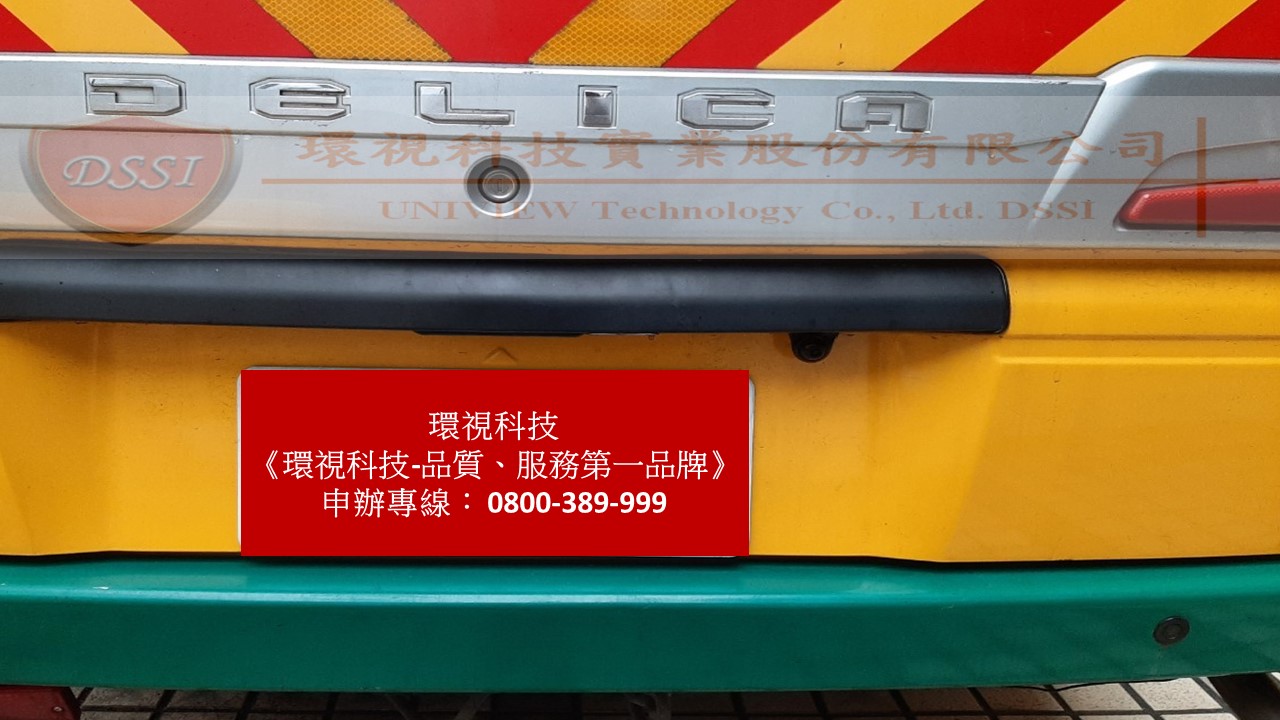 DELICA
DSSI
環視科技實業股份有限公司
UNIVIEW Technology Co., Ltd. DSSI
環視科技
《環視科技-品質、服務第一品牌》
申辦專線：0800-389-999